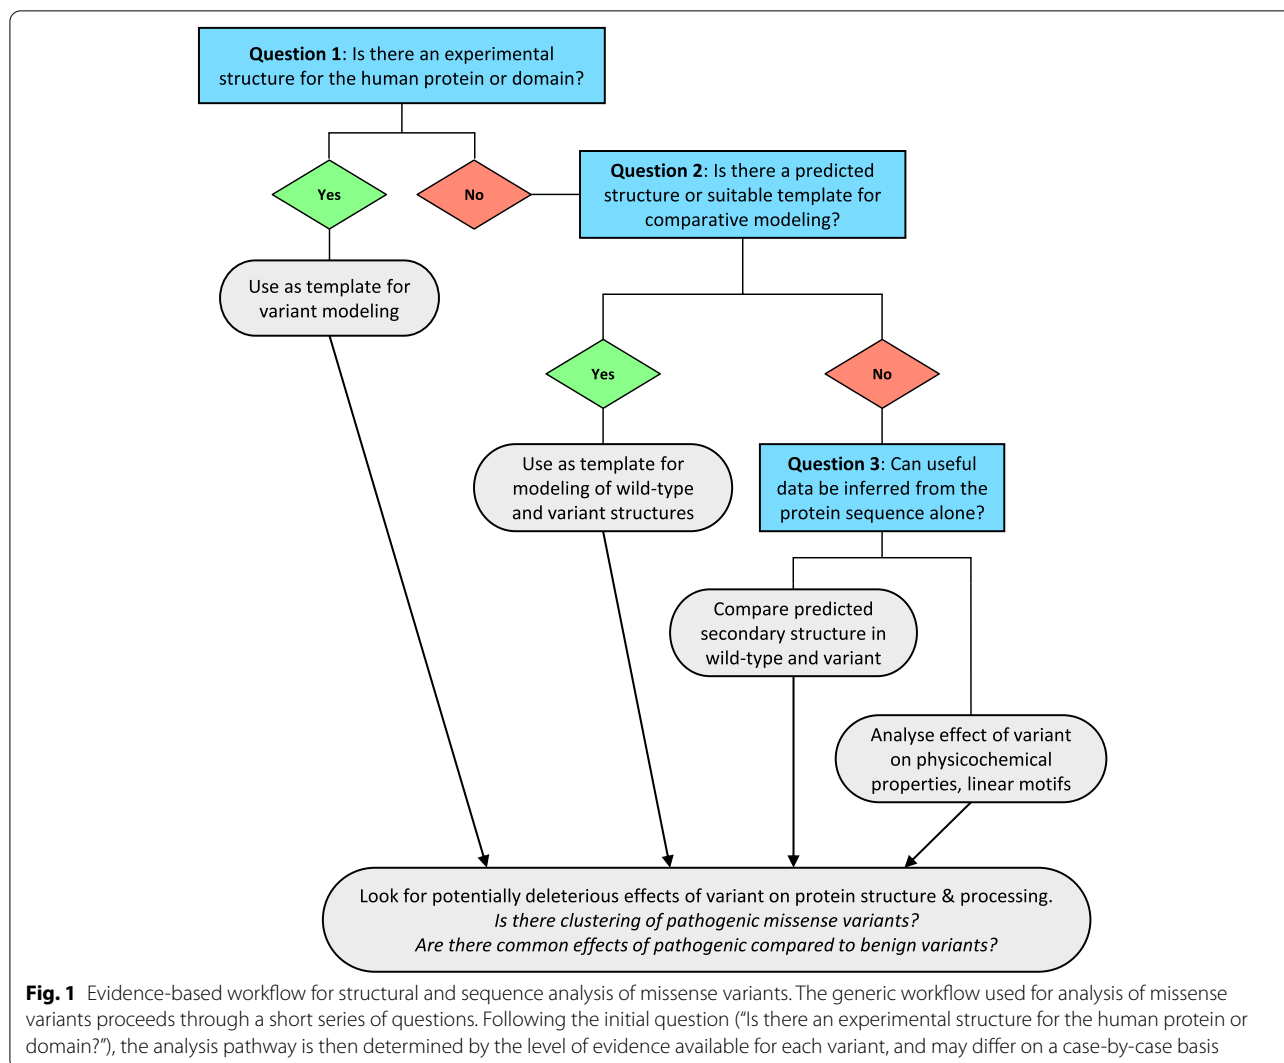 Question 1: Is there an experimental
structure for the human protein or domain?
Yes
No
Question 2: Is there a predicted
structure or suitable template for
comparative modeling?
Use as template for
variant modeling
Yes
No
Use as template for
modeling of wild-type
and variant structures
Question 3: Can useful
data be inferred from the
protein sequence alone?
Compare predicted
secondary structure in
wild-type and variant
Analyse effect of variant
on physicochemical
properties, linear motifs
Look for potentially deleterious effects of variant on protein structure & processing.
Is there clustering of pathogenic missense variants?
Are there common effects of pathogenic compared to benign variants?
Fig. 1 Evidence-based workflow for structural and sequence analysis of missense variants. The generic workflow used for analysis of missense
variants proceeds through a short series of questions. Following the initial question (“Is there an experimental structure for the human protein or
domain?”), the analysis pathway is then determined by the level of evidence available for each variant, and may differ on a case-by-case basis